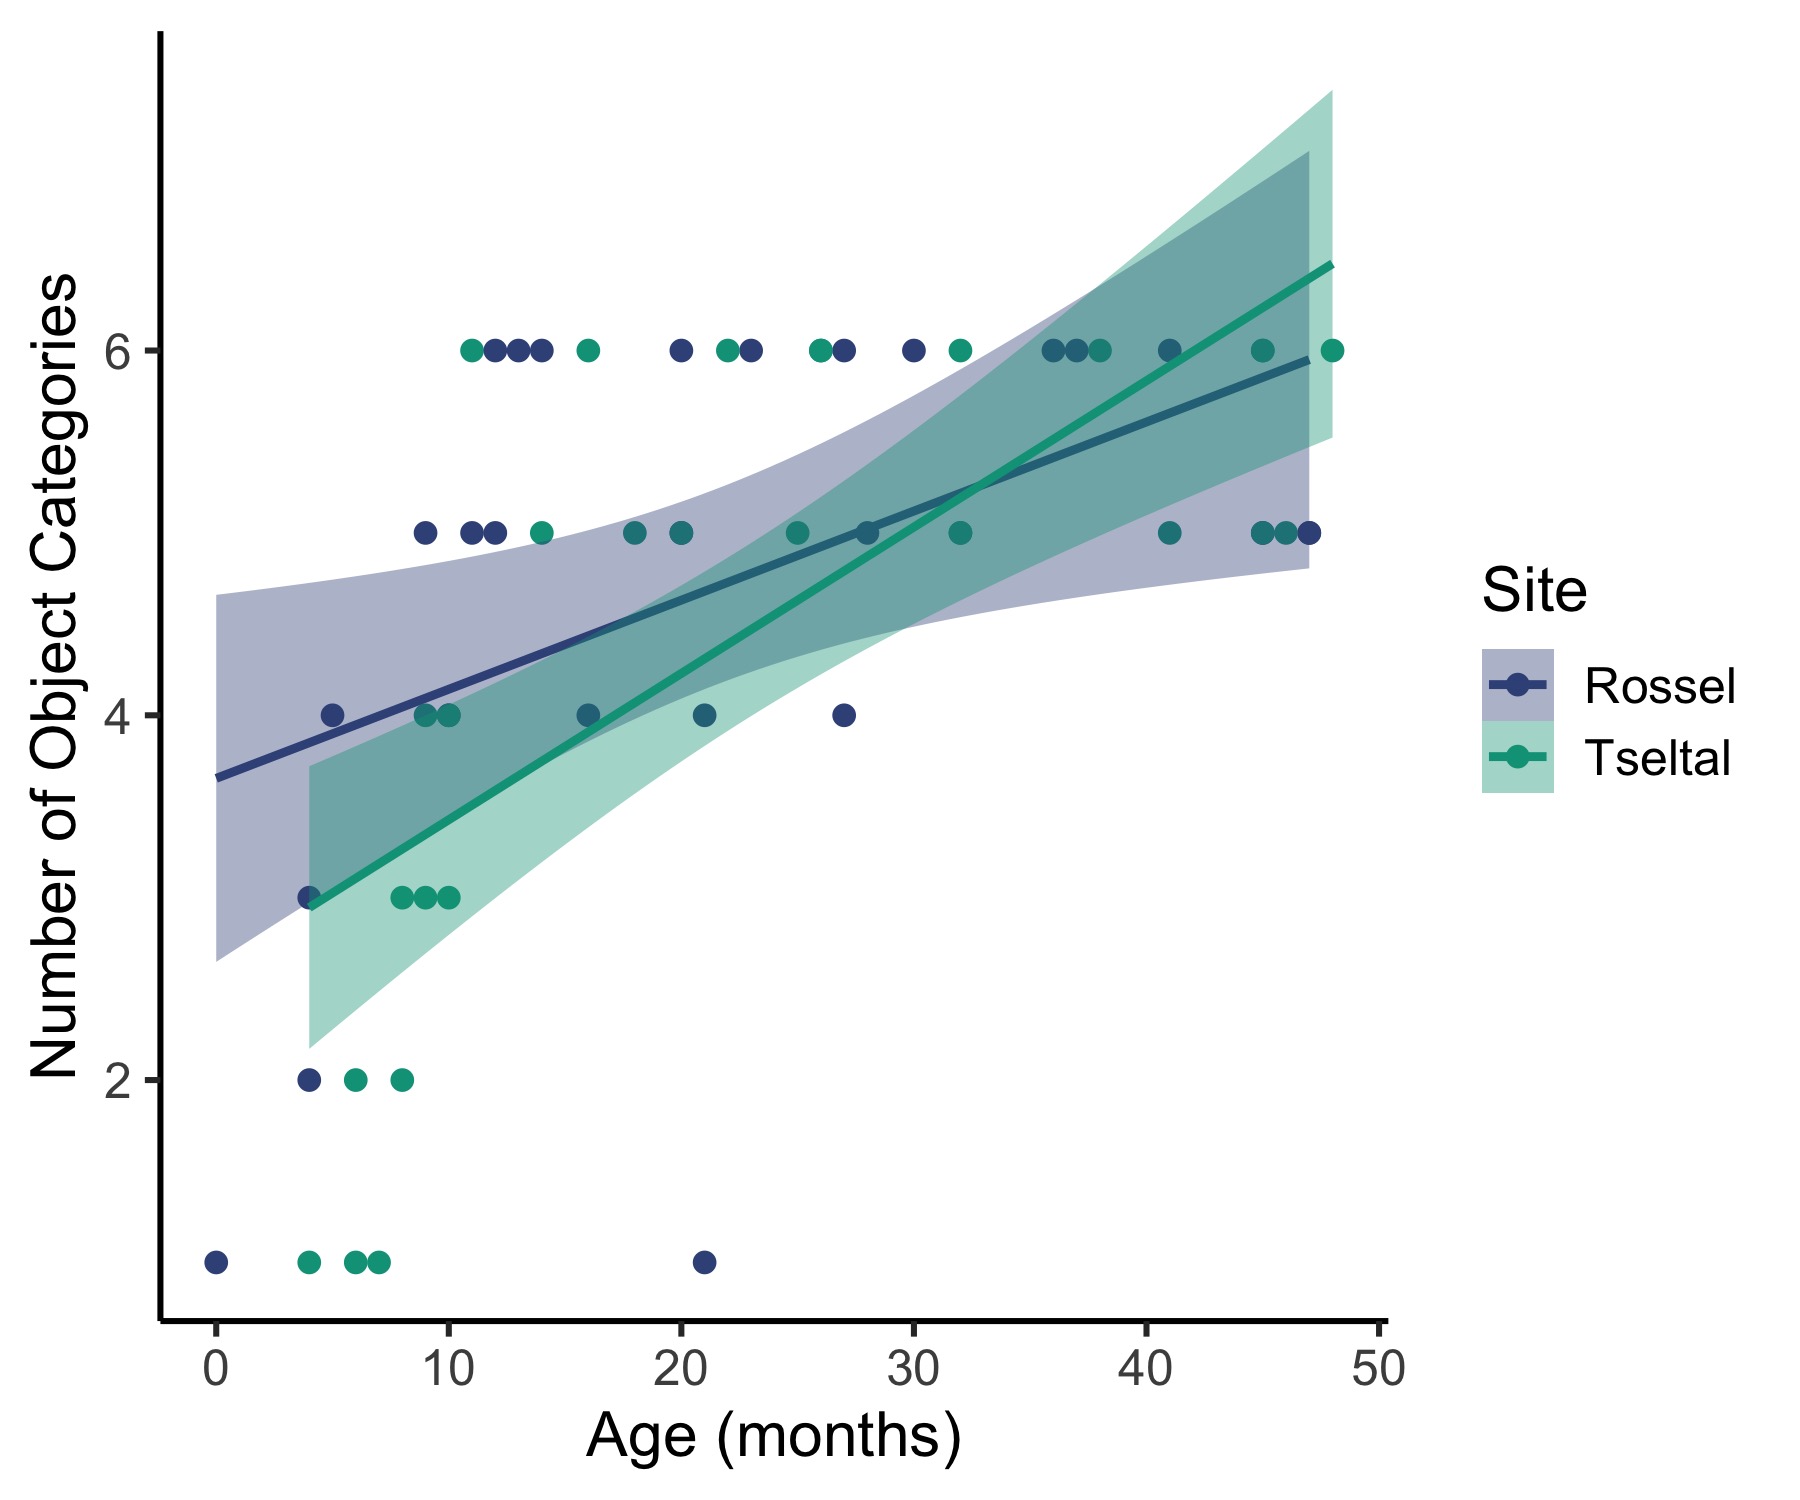 Number of Object Categories
6
4
2
0 10 20 30 40 50
Age (months)
Site
Rossel
Tseltal